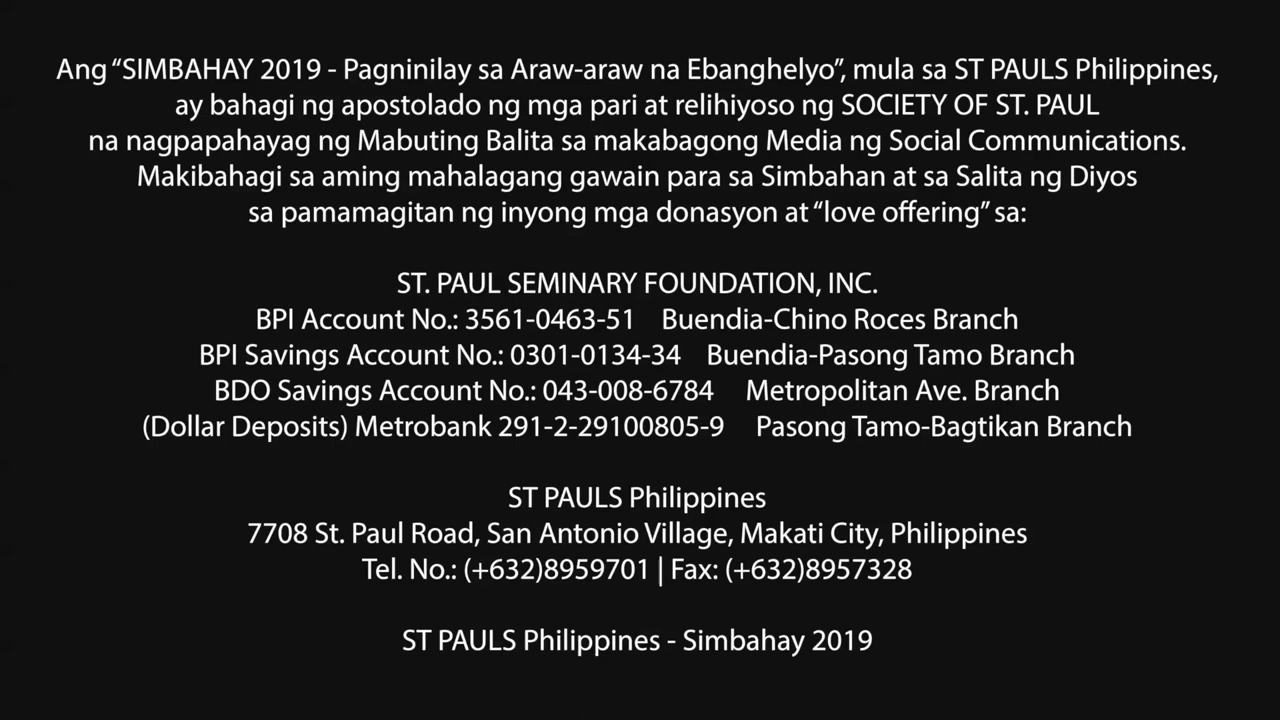 Ang “SIMBAHAY 2019 - Pagninilay sa Araw-araw na Ebanghelyo”, mula sa ST PAULS Philippines,
ay bahagi ng apostolado ng mga pari at relihiyoso ng SOCIETY OF ST. PAUL
na nagpapahayag ng Mabuting Balita sa makabagong Media ng Social Communications.
Makibahagi sa aming mahalagang gawain para sa Simbahan at sa Salita ng Diyos
sa pamamagitan ng inyong mga donasyon at “love offering” sa:
ST. PAUL SEMINARY FOUNDATION, INC.
BPI Account No.: 3561-0463-51 Buendia-Chino Roces Branch
BPI Savings Account No.: 0301-0134-34 Buendia-Pasong Tamo Branch
BDO Savings Account No.: 043-008-6784 Metropolitan Ave. Branch
(Dollar Deposits) Metrobank 291-2-29100805-9 Pasong Tamo-Bagtikan Branch
ST PAULS Philippines
7708 St. Paul Road, San Antonio Village, Makati City, Philippines
Tel. No.: (+632)8959701 | Fax: (+632)8957328
ST PAULS Philippines - Simbahay 2019